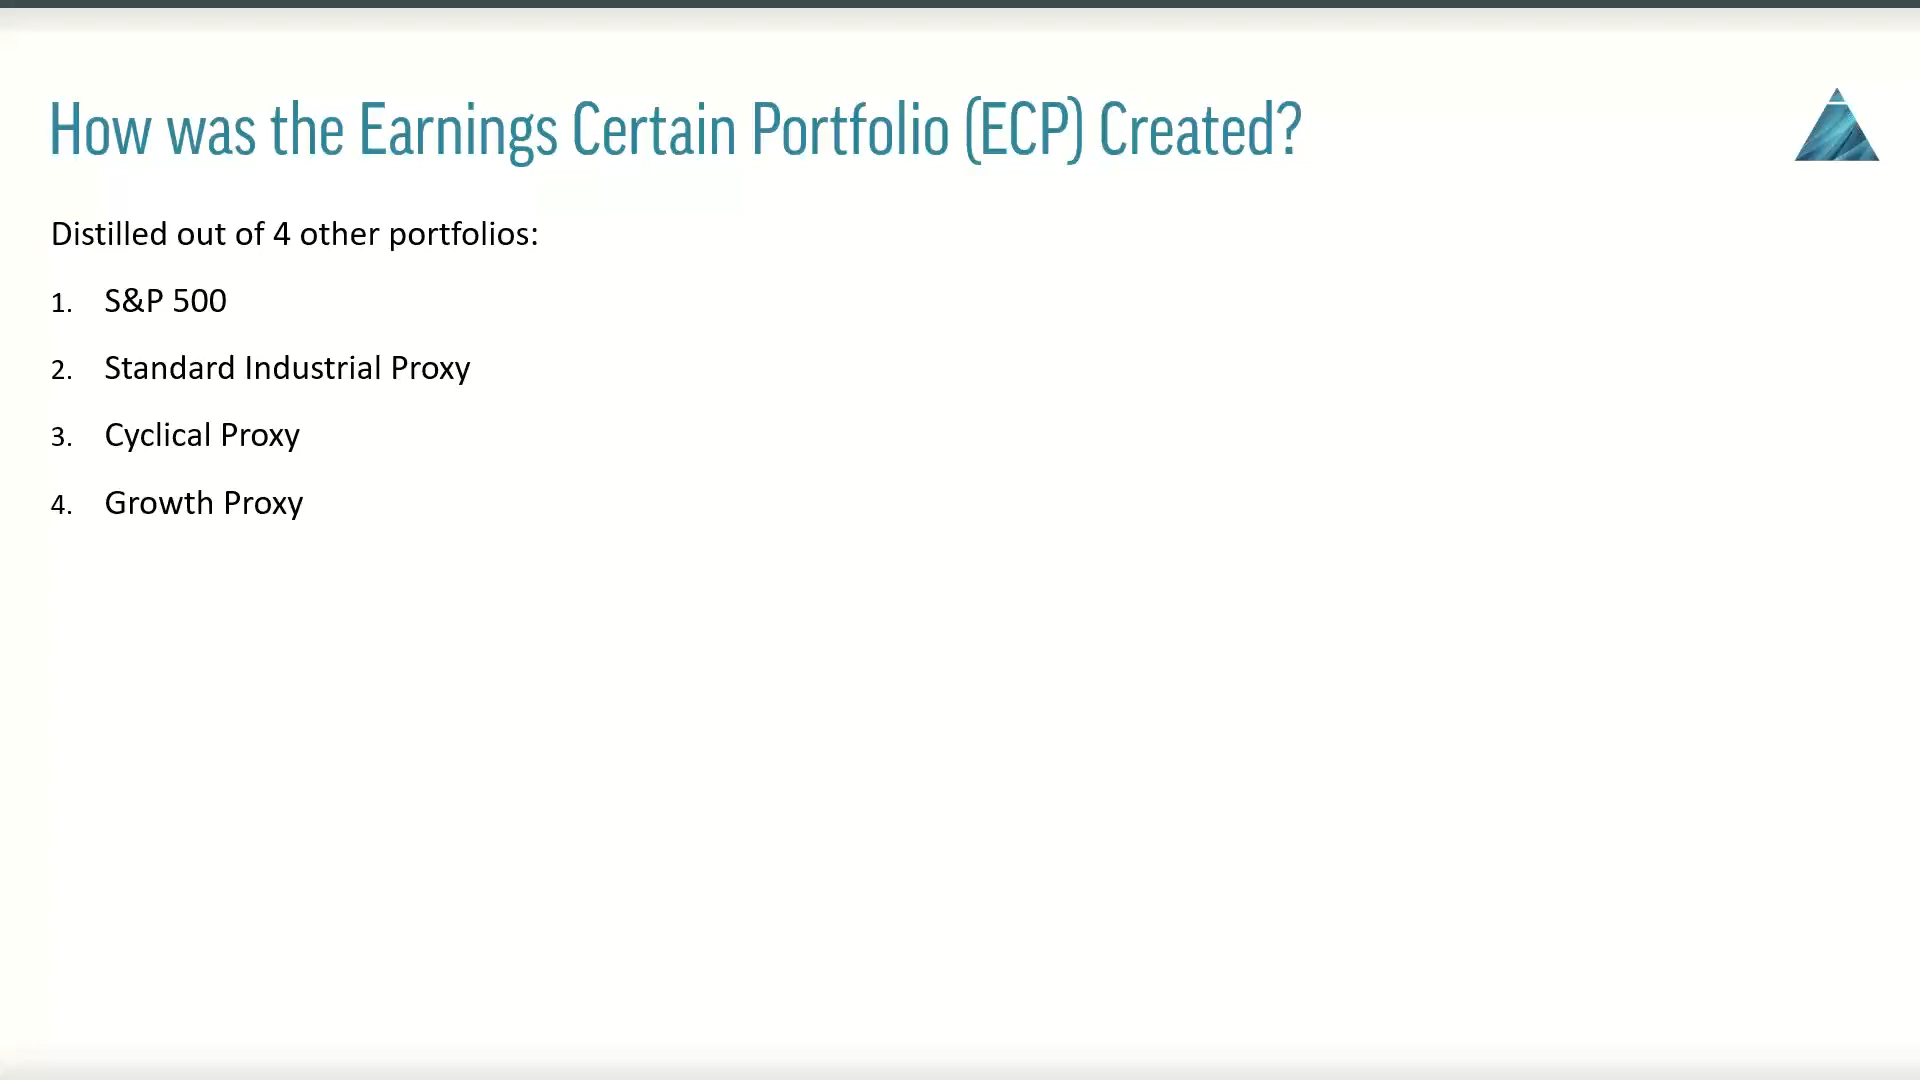 How was the Earnings Certain Portfolio (ECP) Created?
Distilled out of 4 other portfolios:
1. S&P 500
2. Standard Industrial Proxy
3. Cyclical Proxy
4. Growth Proxy